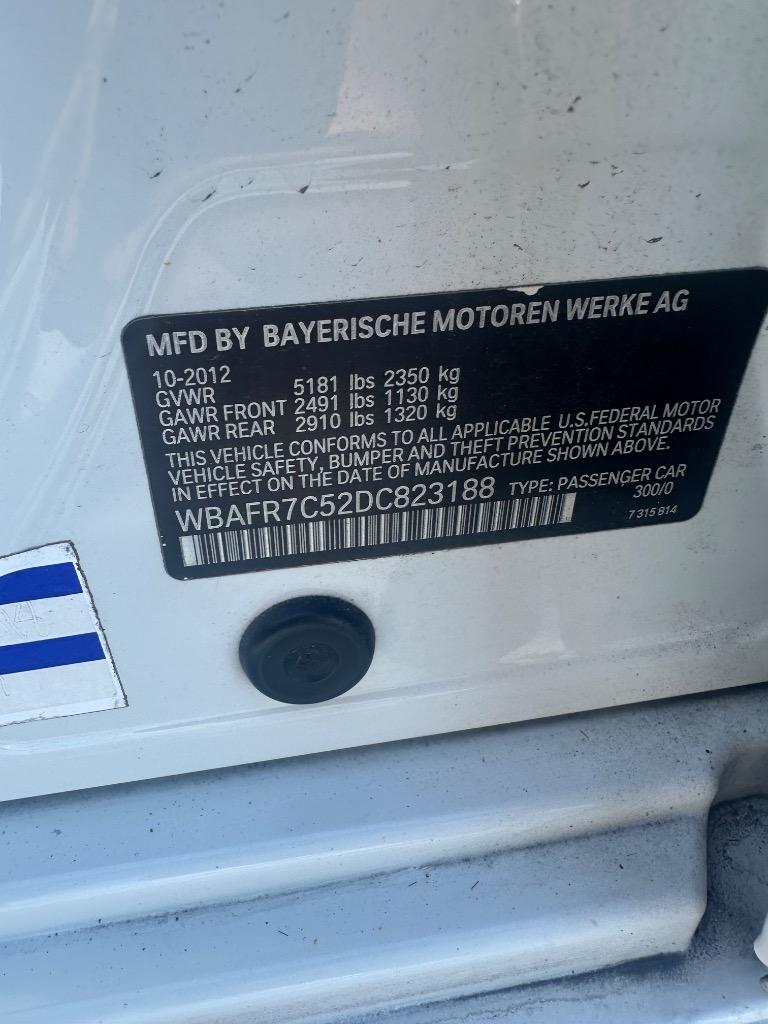 MFD BY BAYERISCHE MOTOREN WERKE AG
10-2012
GVWR 5181 lbs 2350 kg
GAWR FRONT 2491 lbs 1130 kg
GAWR REAR 2910 lbs 1320 kg
THIS VEHICLE CONFORMS TO ALL APPLICABLE U.S.FEDERAL MOTOR
VEHICLE SAFETY, BUMPER AND THEFT PREVENTION STANDARDS
IN EFFECT ON THE DATE OF MANUFACTURE SHOWN ABOVE.
WBAFR7C52DC823188 TYPE: PASSENGER CAR
300/0
7 315 814